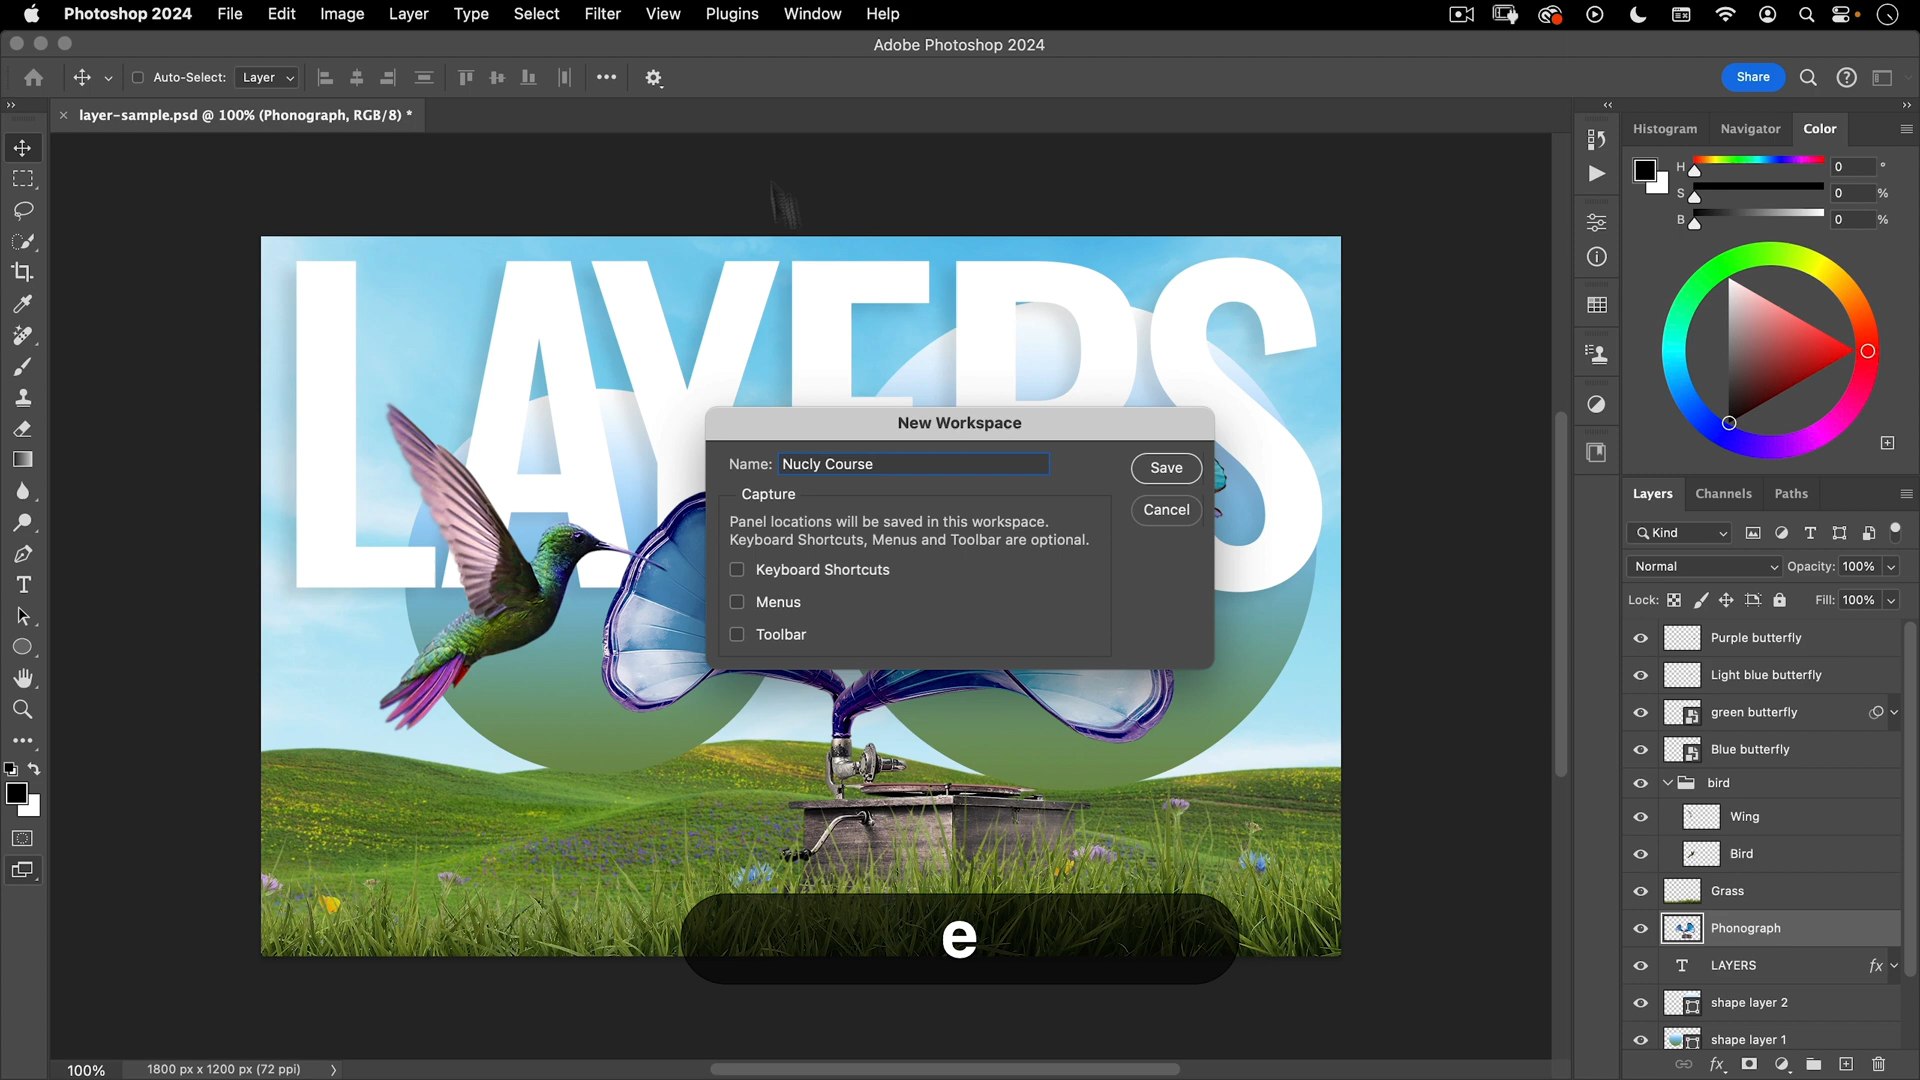 Photoshop 2024 File Edit Image Layer Type Select Filter View Plugins Window Help
Adobe Photoshop 2024
Auto-Select: Layer
Share
layer-sample.psd @ 100% (Phonograph, RGB/8) *
Histogram Navigator Color
H 0 °
S 0 %
B 0 %
LAYERS
New Workspace
Name: Nucly Course
Save
Capture
Cancel
Panel locations will be saved in this workspace.
Keyboard Shortcuts, Menus and Toolbar are optional.
Keyboard Shortcuts
Menus
Toolbar
Layers Channels Paths
Kind
Normal Opacity: 100%
Lock: Fill: 100%
Purple butterfly
Light blue butterfly
green butterfly
Blue butterfly
bird
Wing
Bird
Grass
Phonograph
T LAYERS fx
shape layer 2
shape layer 1
fx
e
100% 1800 px x 1200 px (72 ppi)